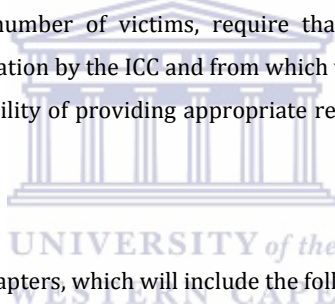 number of victims, require tha
ation by the ICC and from which
bility of providing appropriate re
UNIVERSITY of the
apters, which will include the foll
WESTERN CAPE